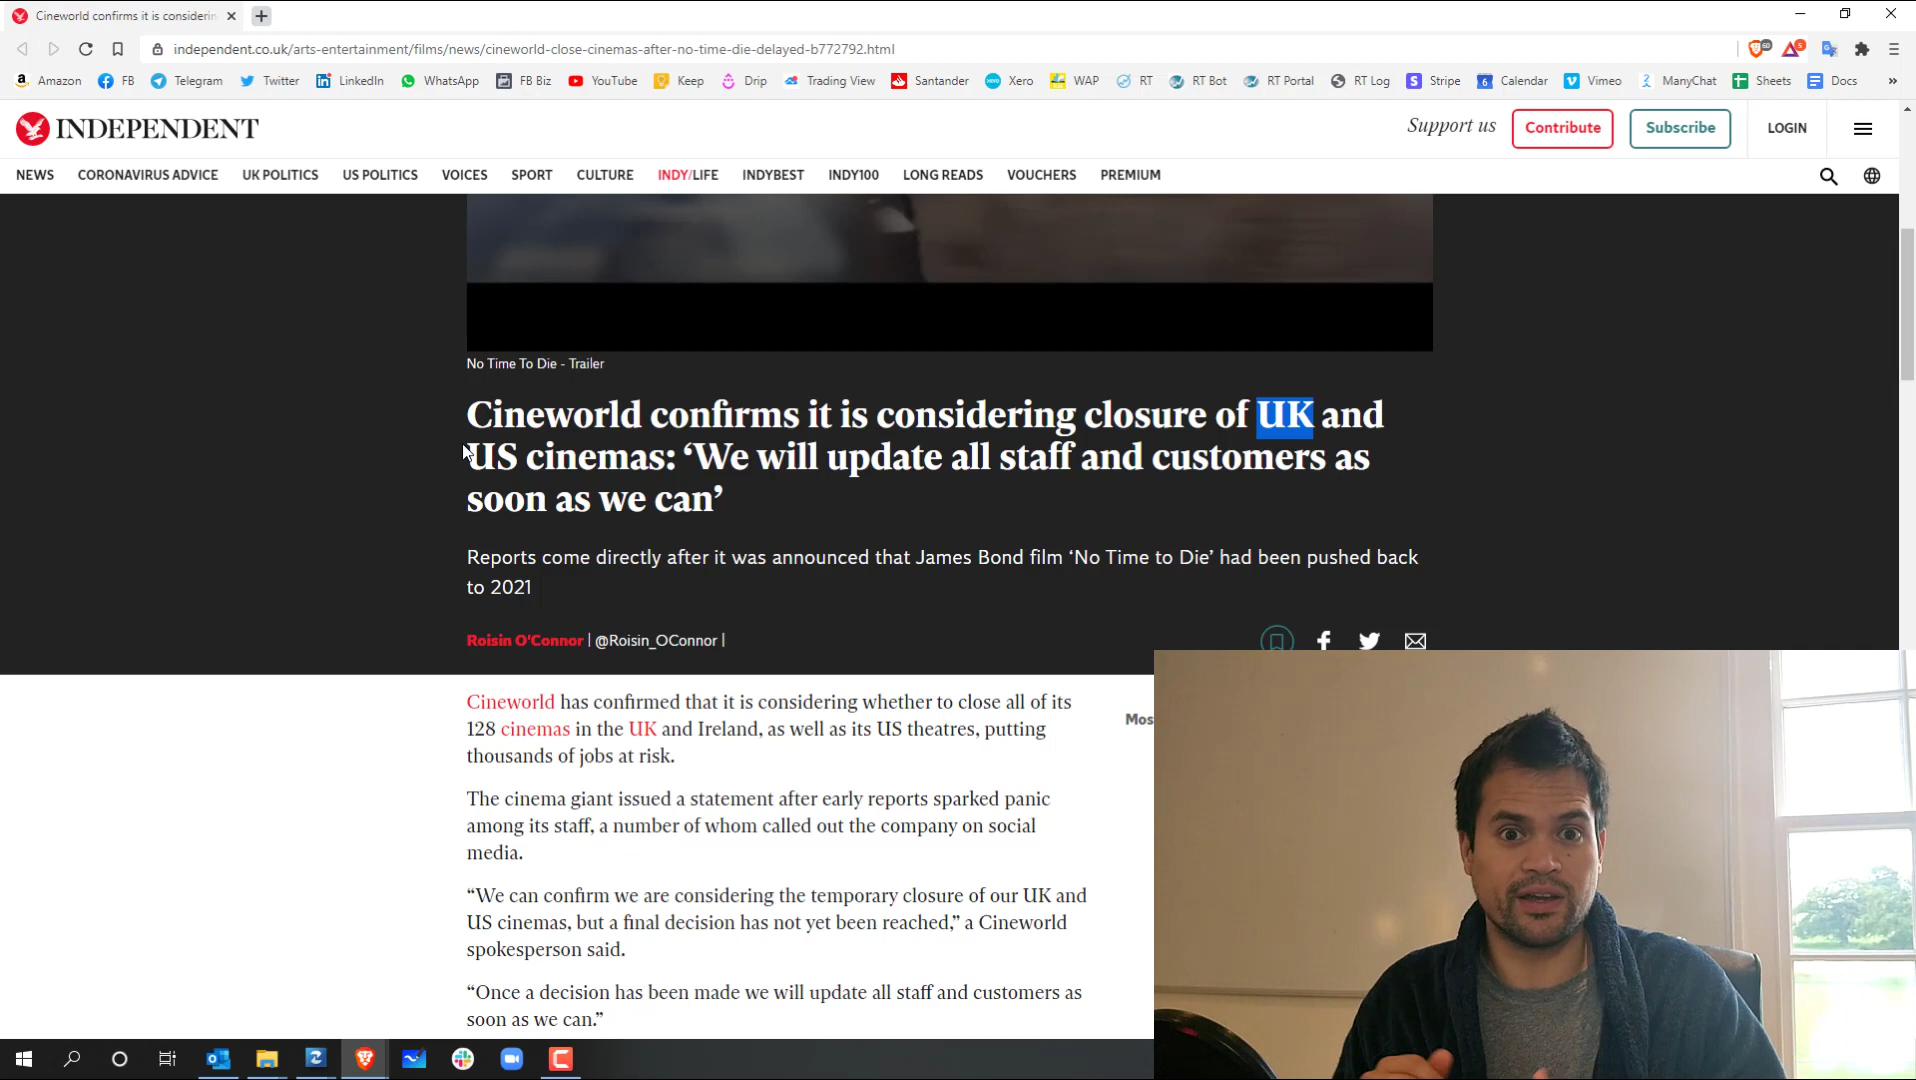 Cineworld confirms it is considerin
independent.co.uk/arts-entertainment/films/news/cineworld-close-cinemas-after-no-time-die-delayed-b772792.html
Amazon FB Telegram Twitter LinkedIn WhatsApp FB Biz YouTube Keep Drip Trading View Santander Xero WAP RT RT Bot RT Portal RT Log Stripe Calendar Vimeo ManyChat Sheets Docs »
INDEPENDENT Support us Contribute Subscribe LOGIN
NEWS CORONAVIRUS ADVICE UK POLITICS US POLITICS VOICES SPORT CULTURE INDY/LIFE INDYBEST INDY100 LONG READS VOUCHERS PREMIUM
No Time To Die - Trailer
Cineworld confirms it is considering closure of UK and
US cinemas: ‘We will update all staff and customers as
soon as we can’
Reports come directly after it was announced that James Bond film ‘No Time to Die’ had been pushed back
to 2021
Roisin O'Connor | @Roisin_OConnor |
Cineworld has confirmed that it is considering whether to close all of its
128 cinemas in the UK and Ireland, as well as its US theatres, putting
thousands of jobs at risk.
Mos
The cinema giant issued a statement after early reports sparked panic
among its staff, a number of whom called out the company on social
media.
“We can confirm we are considering the temporary closure of our UK and
US cinemas, but a final decision has not yet been reached,” a Cineworld
spokesperson said.
“Once a decision has been made we will update all staff and customers as
soon as we can.”